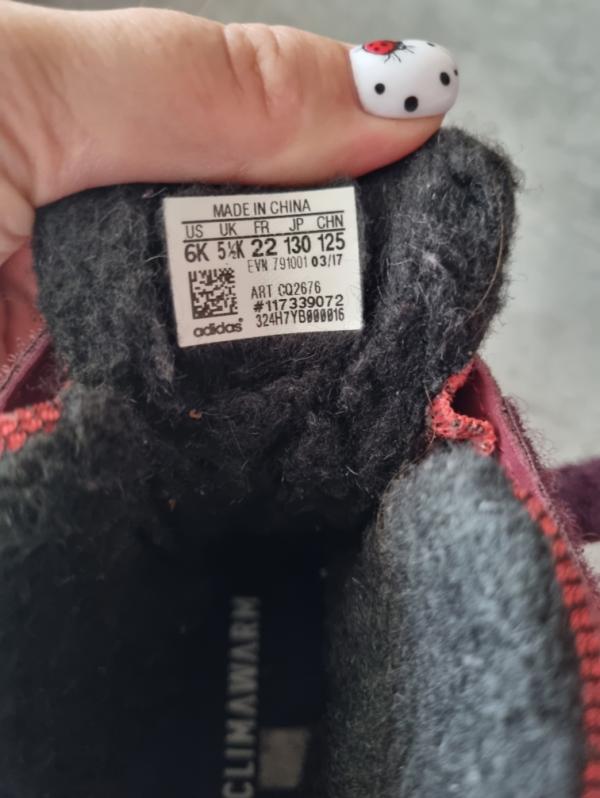 MADE IN CHINA
US UK FR JP CHN
6K 5½K 22 130 125
EVN 791001 03/17
ART CQ2676
#117339072
324H7YB000016
adidas
CLIMAWARM